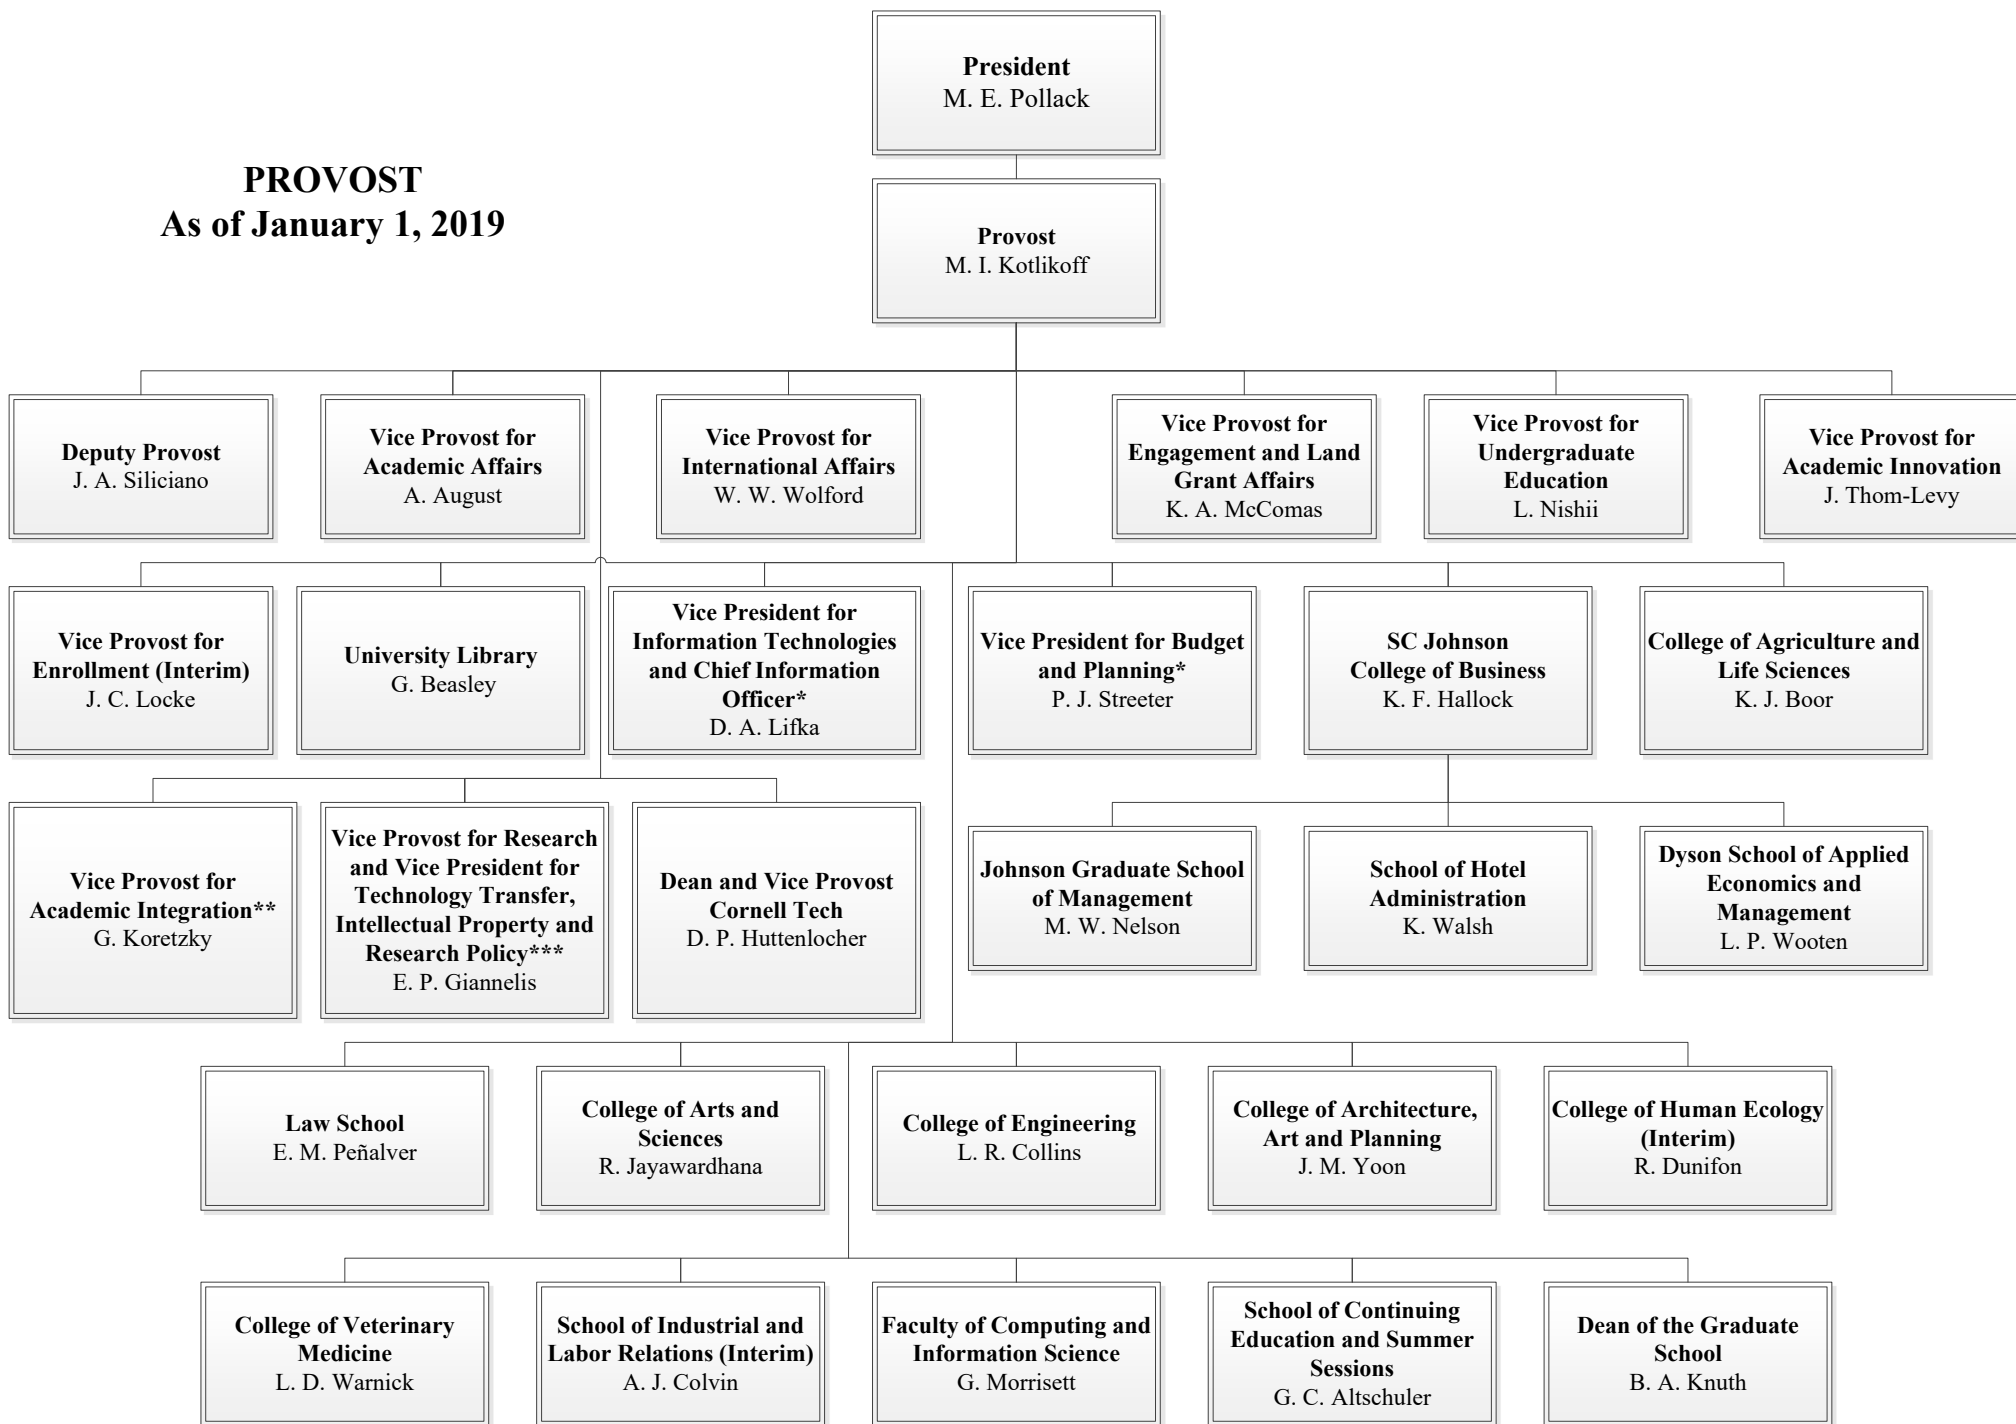 President
M. E. Pollack
PROVOST
As of January 1, 2019
Provost
M. I. Kotlikoff
Deputy Provost
J. A. Siliciano
Vice Provost for
Academic Affairs
A. August
Vice Provost for
International Affairs
W. W. Wolford
Vice Provost for
Engagement and Land
Grant Affairs
K. A. McComas
Vice Provost for
Undergraduate
Education
L. Nishii
Vice Provost for
Academic Innovation
J. Thom-Levy
Vice Provost for
Enrollment (Interim)
J. C. Locke
University Library
G. Beasley
Vice President for
Information Technologies
and Chief Information
Officer*
D. A. Lifka
Vice President for Budget
and Planning*
P. J. Streeter
SC Johnson
College of Business
K. F. Hallock
College of Agriculture and
Life Sciences
K. J. Boor
Vice Provost for
Academic Integration**
G. Koretzky
Vice Provost for Research
and Vice President for
Technology Transfer,
Intellectual Property and
Research Policy***
E. P. Giannelis
Dean and Vice Provost
Cornell Tech
D. P. Huttenlocher
Johnson Graduate School
of Management
M. W. Nelson
School of Hotel
Administration
K. Walsh
Dyson School of Applied
Economics and
Management
L. P. Wooten
Law School
E. M. Peñalver
College of Arts and
Sciences
R. Jayawardhana
College of Engineering
L. R. Collins
College of Architecture,
Art and Planning
J. M. Yoon
College of Human Ecology
(Interim)
R. Dunifon
College of Veterinary
Medicine
L. D. Warnick
School of Industrial and
Labor Relations (Interim)
A. J. Colvin
Faculty of Computing and
Information Science
G. Morrisett
School of Continuing
Education and Summer
Sessions
G. C. Altschuler
Dean of the Graduate
School
B. A. Knuth